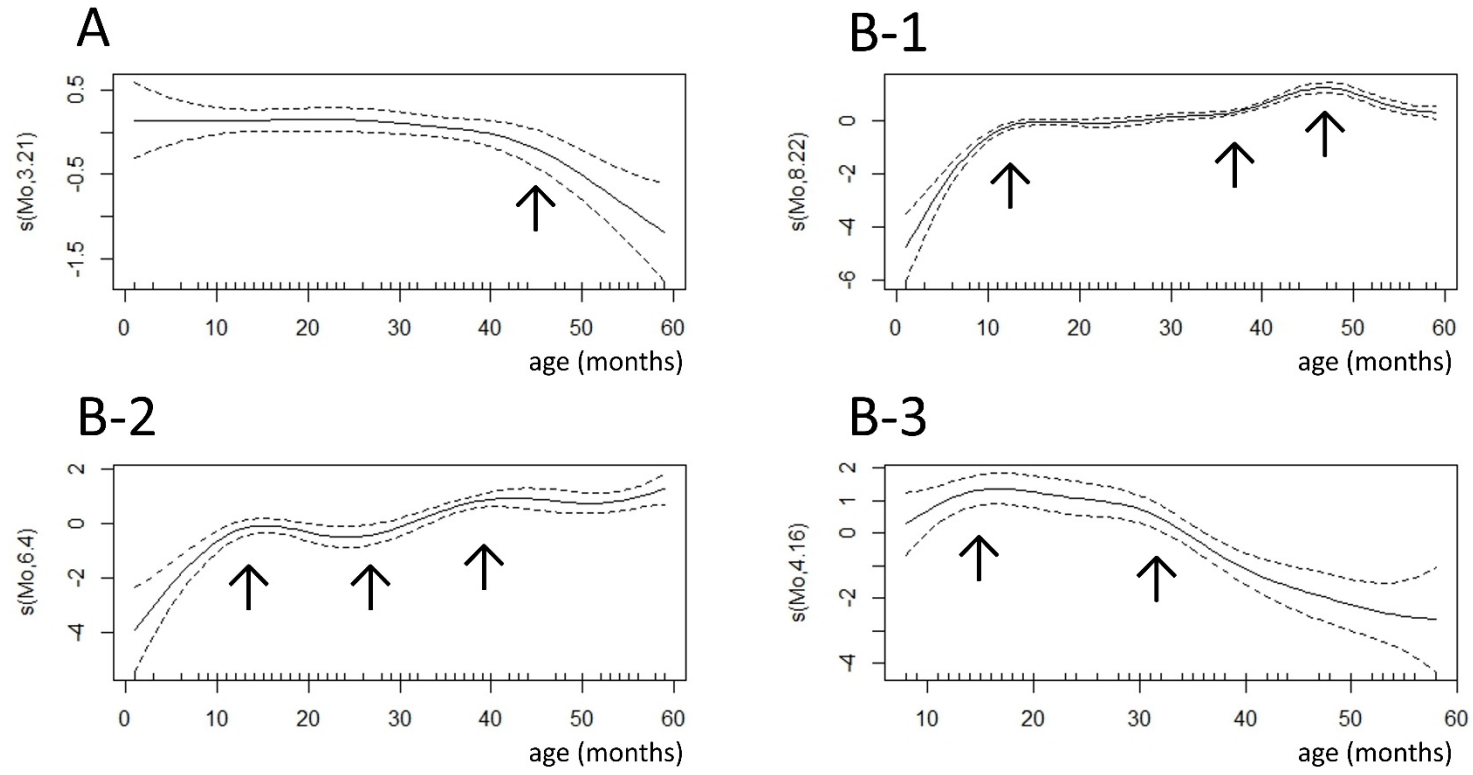 A
s(Mo,3.21)
0.5
-0.5
-1.5
0 10 20 30 40 50 60
age (months)
B-1
s(Mo,8.22)
0
-2
-4
-6
0 10 20 30 40 50 60
age (months)
B-2
s(Mo,6.4)
2
0
-2
-4
0 10 20 30 40 50 60
age (months)
B-3
s(Mo,4.16)
2
1
0
-2
-4
10 20 30 40 50 60
age (months)